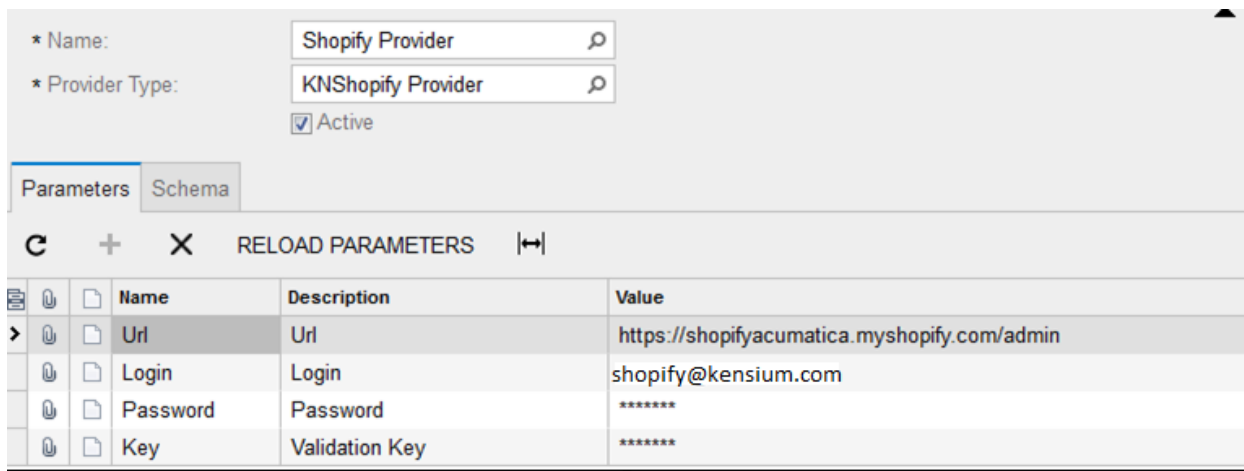 * Name: Shopify Provider
* Provider Type: KNShopify Provider
Active
Parameters Schema
RELOAD PARAMETERS
Name Description Value
Url Url https://shopifyacumatica.myshopify.com/admin
Login Login shopify@kensium.com
Password Password *******
Key Validation Key *******